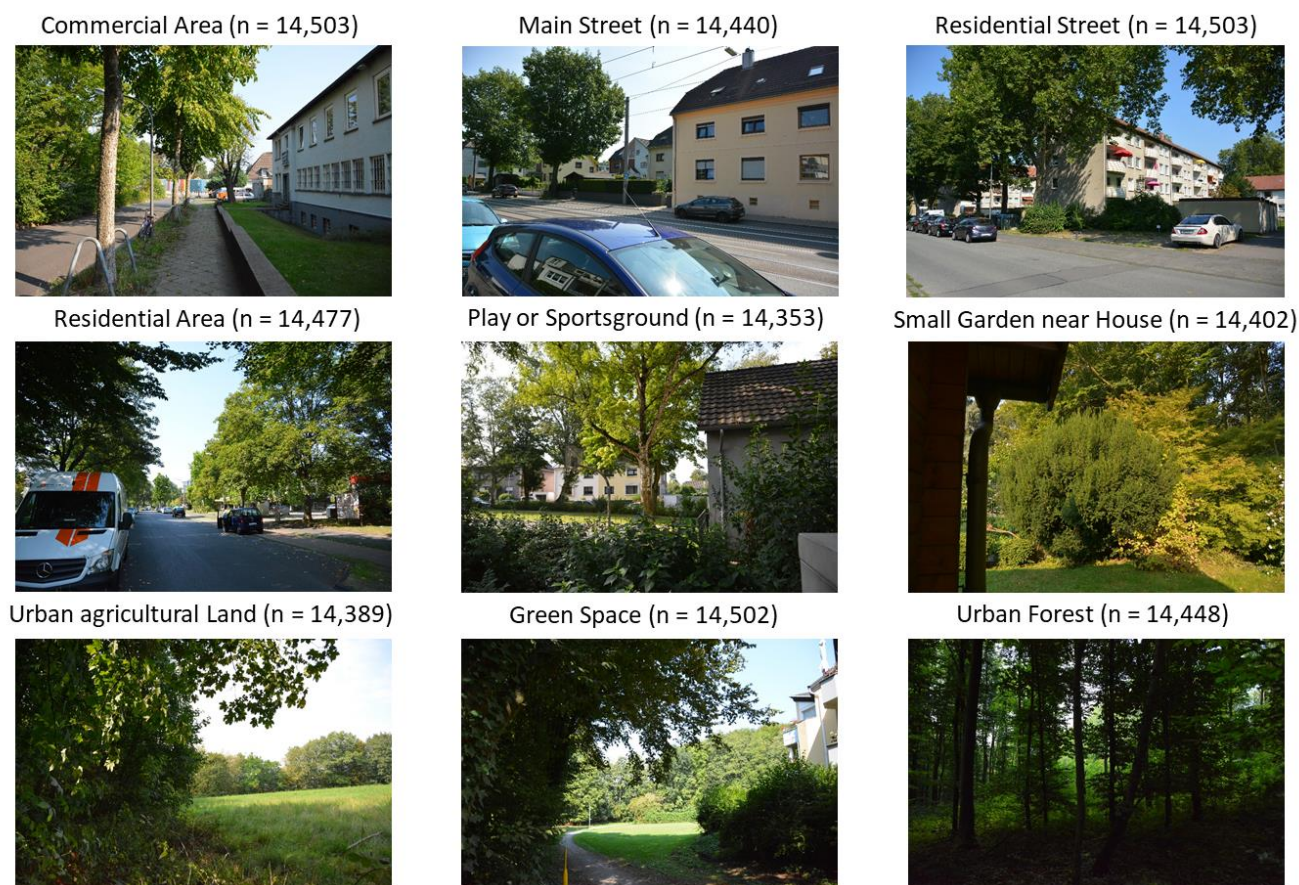 Commercial Area (n = 14,503)
Main Street (n = 14,440)
Residential Street (n = 14,503)
Residential Area (n = 14,477)
Play or Sportsground (n = 14,353)
Small Garden near House (n = 14,402)
Urban agricultural Land (n = 14,389)
Green Space (n = 14,502)
Urban Forest (n = 14,448)